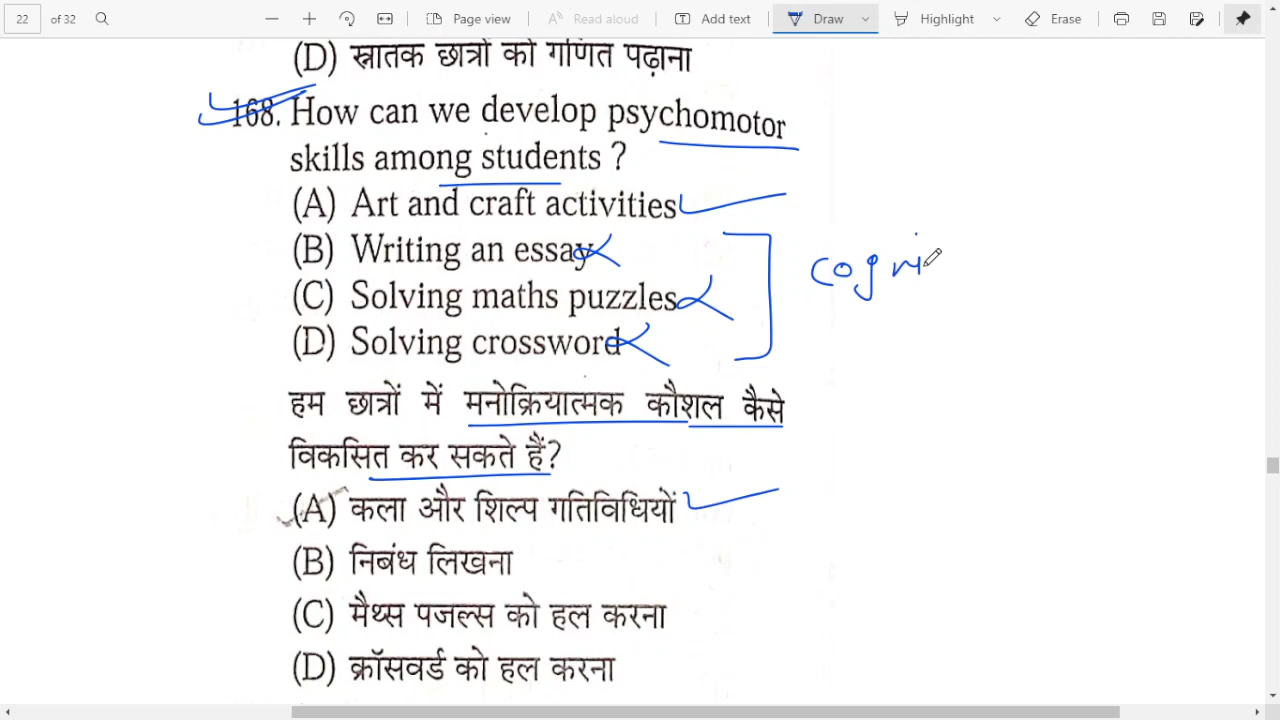 22 of 32 Page view Read aloud Add text Draw Highlight Erase
(D) स्नातक छात्रों को गणित पढ़ाना
168. How can we develop psychomotor
skills among students ?
(A) Art and craft activities
(B) Writing an essay
(C) Solving maths puzzles
(D) Solving crossword
cogni
हम छात्रों में मनोक्रियात्मक कौशल कैसे
विकसित कर सकते हैं?
(A) कला और शिल्प गतिविधियों
(B) निबंध लिखना
(C) मैथ्स पजल्स को हल करना
(D) क्रॉसवर्ड को हल करना